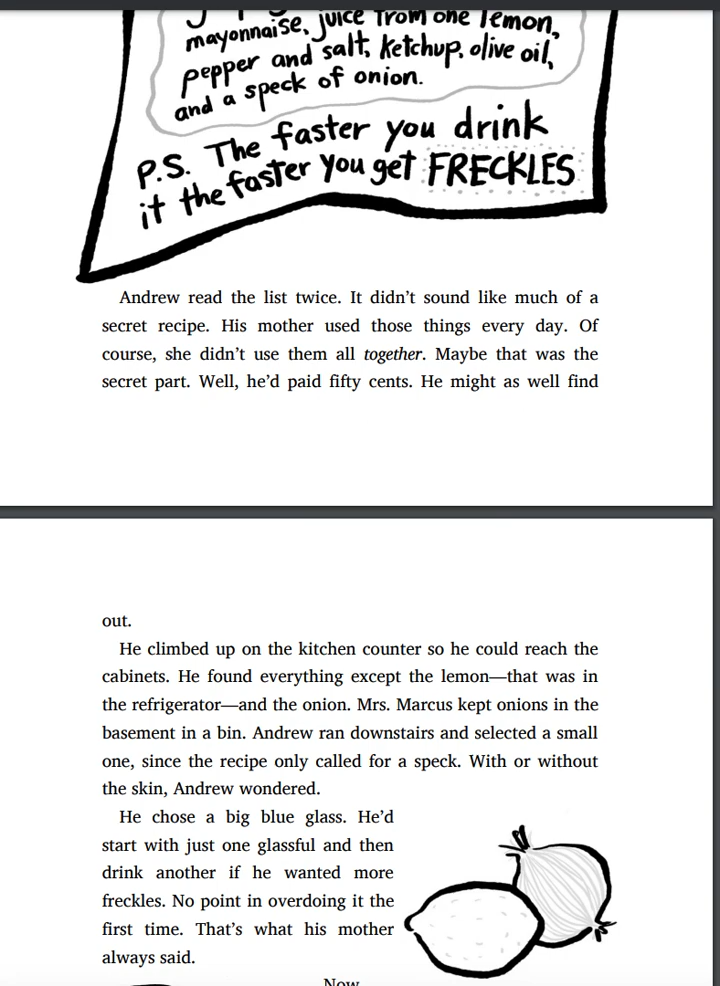 mayonnaise, juice from one lemon,
pepper and salt, ketchup, olive oil,
and a speck of onion.
P.S. The faster you drink
it the faster you get FRECKLES
Andrew read the list twice. It didn’t sound like much of a
secret recipe. His mother used those things every day. Of
course, she didn’t use them all together. Maybe that was the
secret part. Well, he’d paid fifty cents. He might as well find
out.
He climbed up on the kitchen counter so he could reach the
cabinets. He found everything except the lemon—that was in
the refrigerator—and the onion. Mrs. Marcus kept onions in the
basement in a bin. Andrew ran downstairs and selected a small
one, since the recipe only called for a speck. With or without
the skin, Andrew wondered.
He chose a big blue glass. He’d
start with just one glassful and then
drink another if he wanted more
freckles. No point in overdoing it the
first time. That’s what his mother
always said.
Now